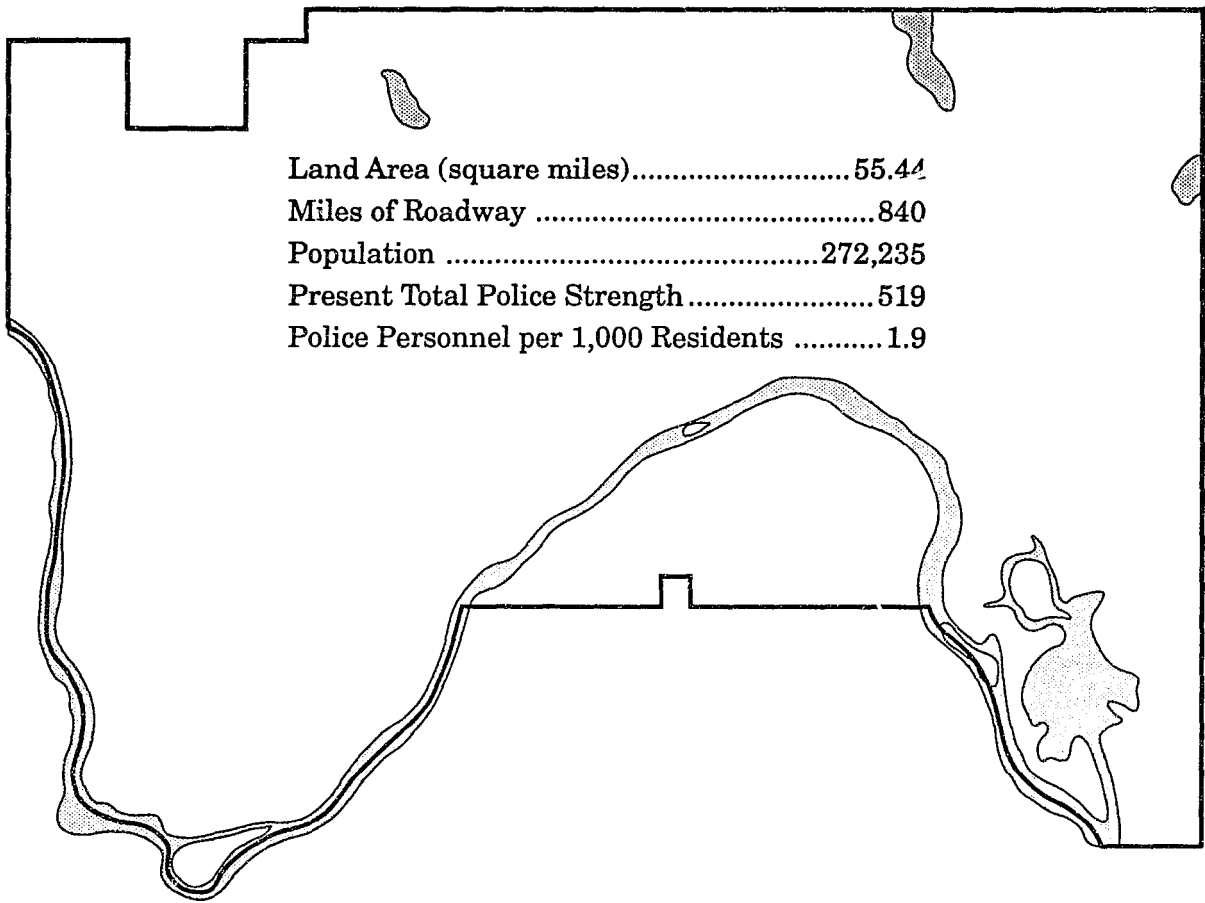 Land Area (square miles)..........................55.44
Miles of Roadway ........................................840
Population ............................................272,235
Present Total Police Strength......................519
Police Personnel per 1,000 Residents ...........1.9